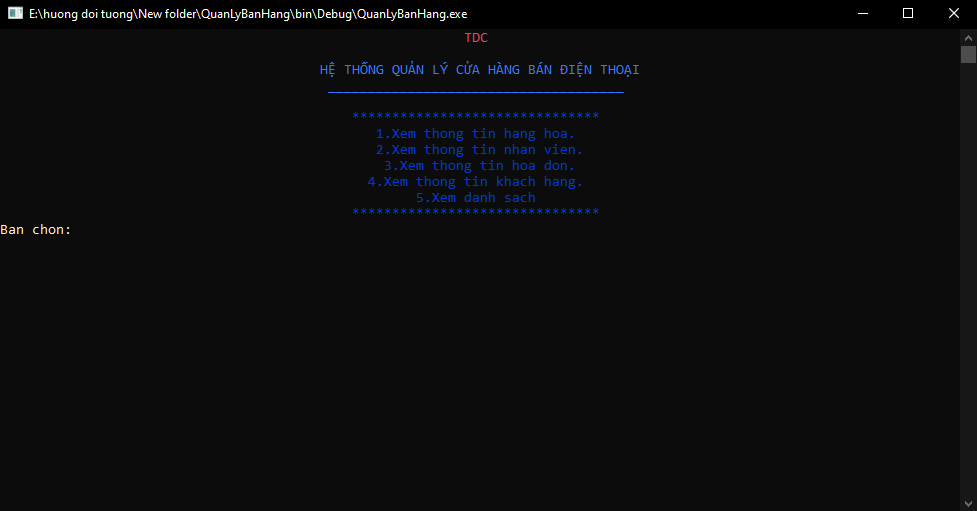 E:\huong doi tuong\New folder\QuanLyBanHang\bin\Debug\QuanLyBanHang.exe
TDC
HỆ THỐNG QUẢN LÝ CỬA HÀNG BÁN ĐIỆN THOẠI
_____________________________________
*******************************
1.Xem thong tin hang hoa.
2.Xem thong tin nhan vien.
3.Xem thong tin hoa don.
4.Xem thong tin khach hang.
5.Xem danh sach
*******************************
Ban chon: